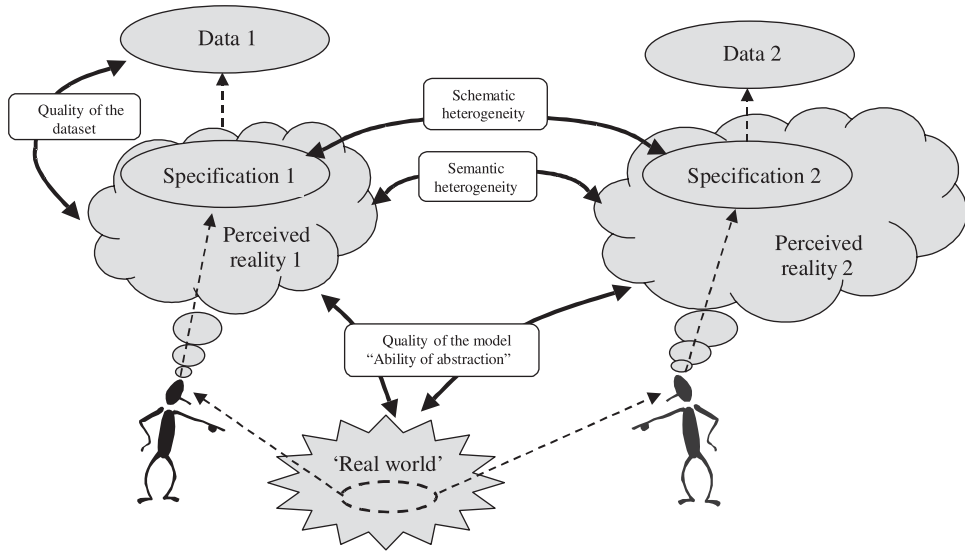 Data 1
Data 2
Quality of the
dataset
Schematic
heterogeneity
Specification 1
Semantic
heterogeneity
Specification 2
Perceived
reality 1
Perceived
reality 2
Quality of the model
“Ability of abstraction”
‘Real world’